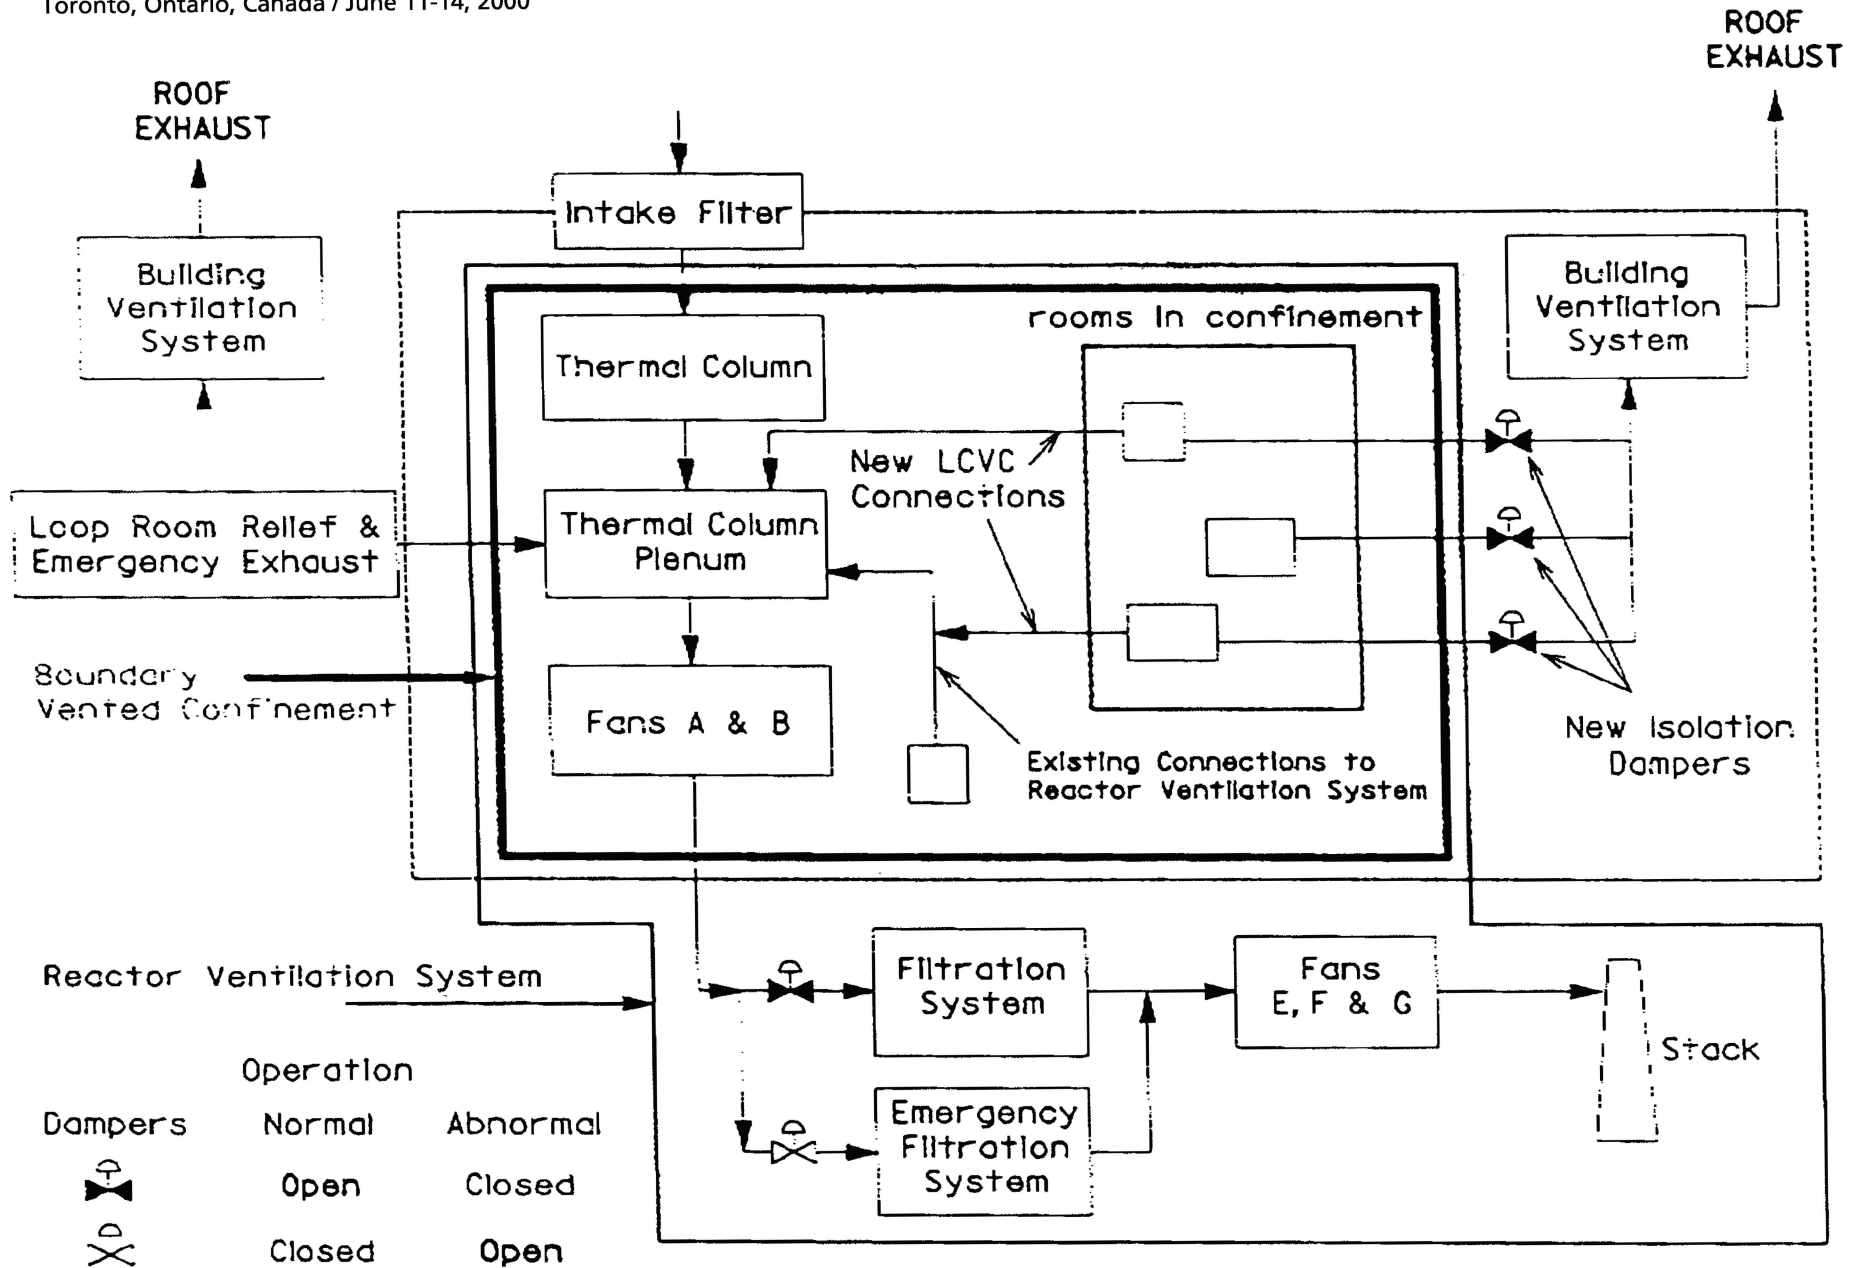 Toronto, Ontario, Canada / June 11-14, 2000
ROOF
EXHAUST
ROOF
EXHAUST
Intake Filter
Building
Ventilation
System
Building
Ventilation
System
rooms in confinement
Thermal Column
New LCVC
Connections
Loop Room Relief &
Emergency Exhaust
Thermal Column
Plenum
Boundary
Vented Confinement
Fans A & B
New Isolation
Dampers
Existing Connections to
Reactor Ventilation System
Reactor Ventilation System
Filtration
System
Fans
E, F & G
Stack
Emergency
Filtration
System
Operation
Dampers Normal Abnormal
Open Closed
Closed Open